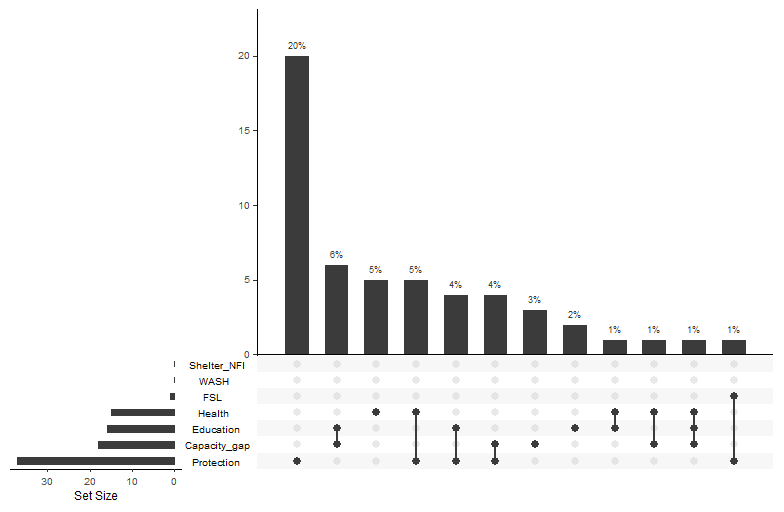 20%
20
15
10
6%
5% 5%
5
4% 4%
3%
2%
1% 1% 1% 1%
0
Shelter_NFI
WASH
FSL
Health
Education
Capacity_gap
Protection
30 20 10 0
Set Size